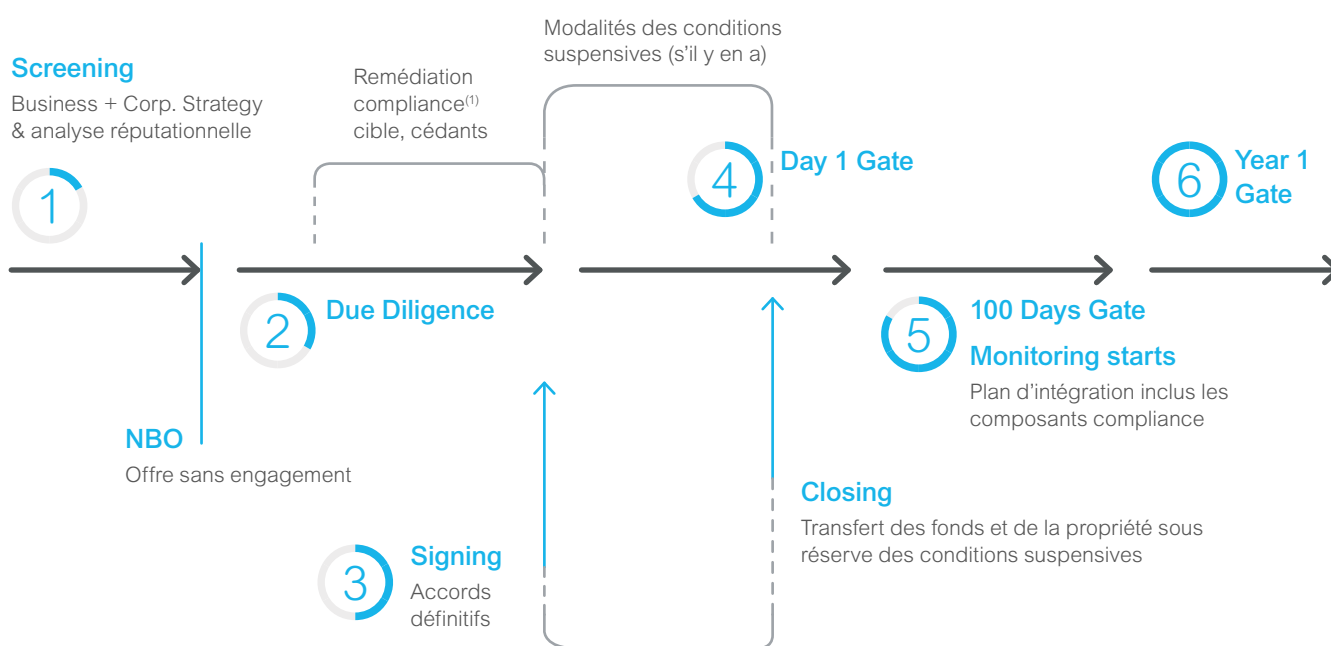 Screening
Business + Corp. Strategy
& analyse réputationnelle
1
NBO
Offre sans engagement
Remédiation
compliance(1)
cible, cédants
2
Due Diligence
3
Signing
Accords
définitifs
Modalités des conditions
suspensives (s’il y en a)
4
Day 1 Gate
Closing
Transfert des fonds et de la propriété sous
réserve des conditions suspensives
5
100 Days Gate
Monitoring starts
Plan d’intégration inclus les
composants compliance
6
Year 1
Gate